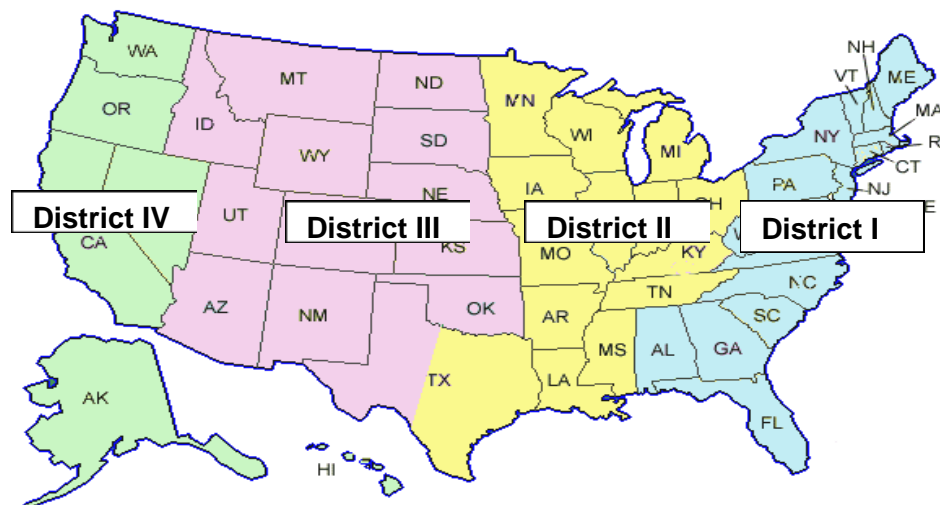 WA
MT
ND
MN
NH
VT
ME
OR
ID
SD
WI
MI
NY
MA
R
WY
CT
NE
IA
PA
NJ
District IV
District III
District II
District I
UT
CA
KS
MO
KY
E
AZ
NM
OK
TN
NC
AR
SC
MS
AL
GA
TX
LA
AK
FL
HI